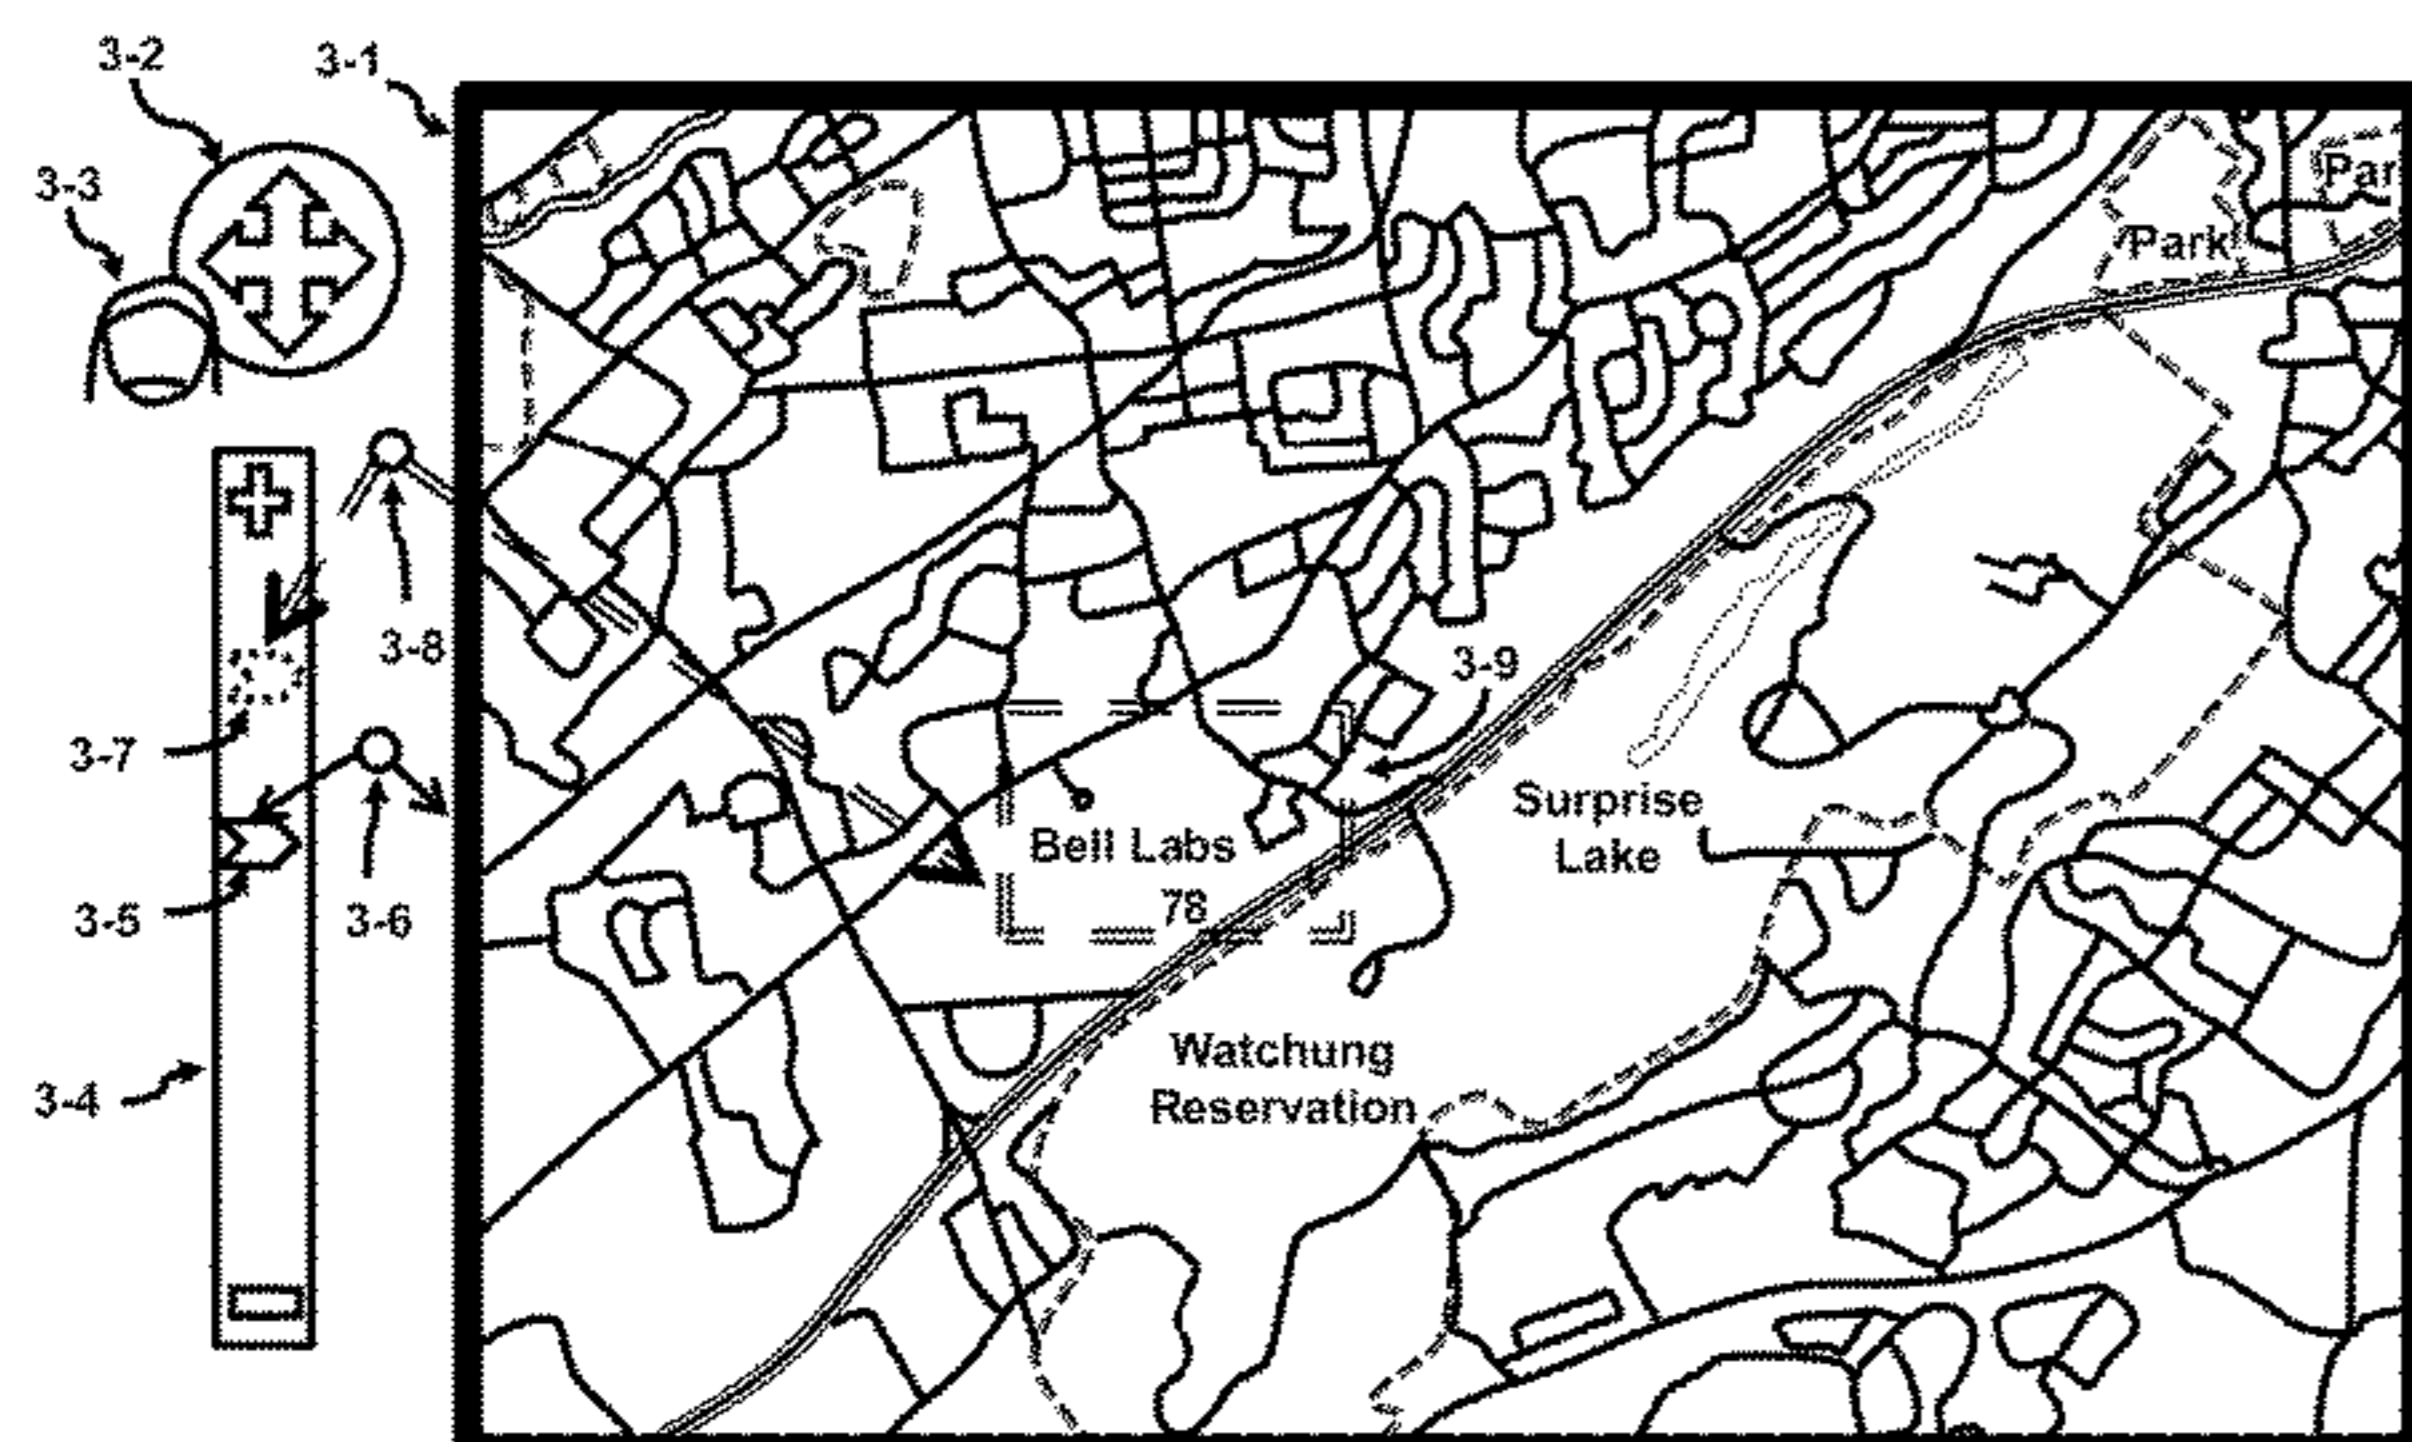 3-2
3-1
3-3
Par
Park
3-8
3-9
3-7
Surprise
Lake
Bell Labs
78
3-5
3-6
Watchung
Reservation
3-4